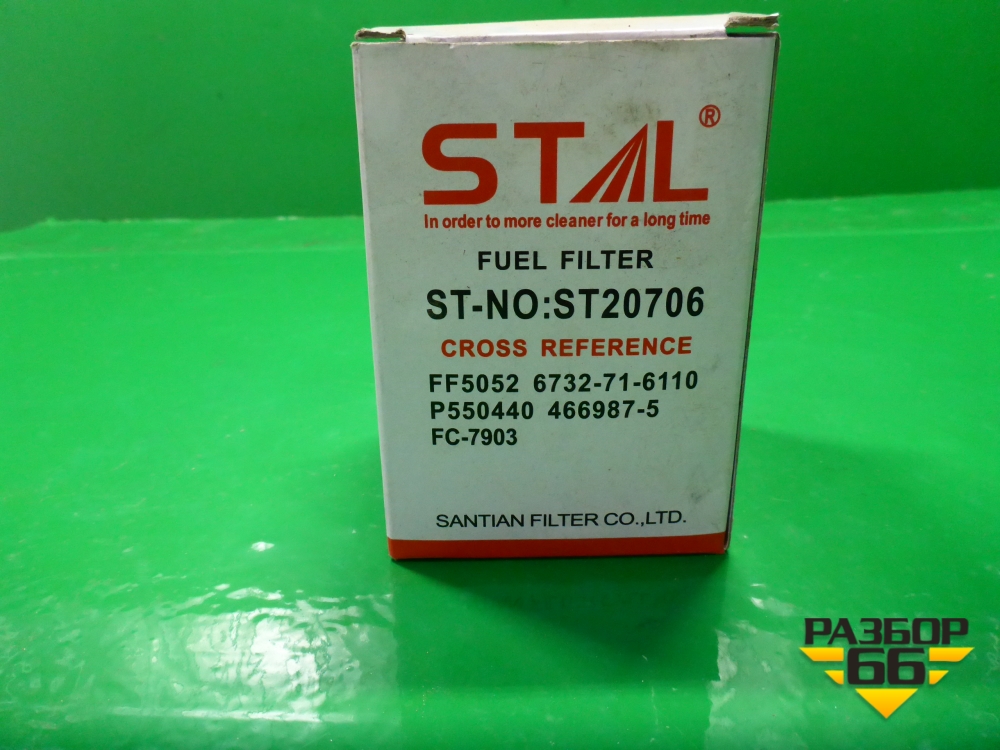 STAL®
In order to more cleaner for a long time
FUEL FILTER
ST-NO:ST20706
CROSS REFERENCE
FF5052 6732-71-6110
P550440 466987-5
FC-7903
SANTIAN FILTER CO.,LTD.
РАЗБОР
66